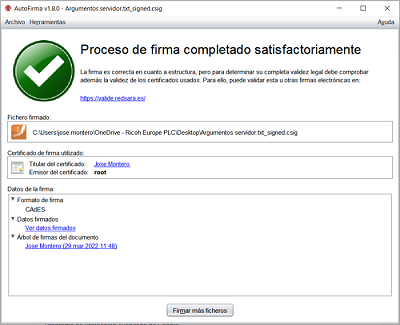 AutoFirma v1.8.0 - Argumentos servidor.txt_signed.csig
Archivo Herramientas Ayuda
Proceso de firma completado satisfactoriamente
La firma es correcta en cuanto a estructura, pero para determinar su completa validez legal debe comprobar
además la validez de los certificados usados. Para ello, puede validar esta u otras firmas electrónicas en:
https://valide.redsara.es/
Fichero firmado:
C:\Users\jose.montero\OneDrive - Ricoh Europe PLC\Desktop\Argumentos servidor.txt_signed.csig
Certificado de firma utilizado:
Titular del certificado: Jose Montero
Emisor del certificado: root
Datos de la firma:
Formato de firma
CAdES
Datos firmados
Ver datos firmados
Árbol de firmas del documento
Jose Montero (29 mar 2022 11:48)
Firmar más ficheros